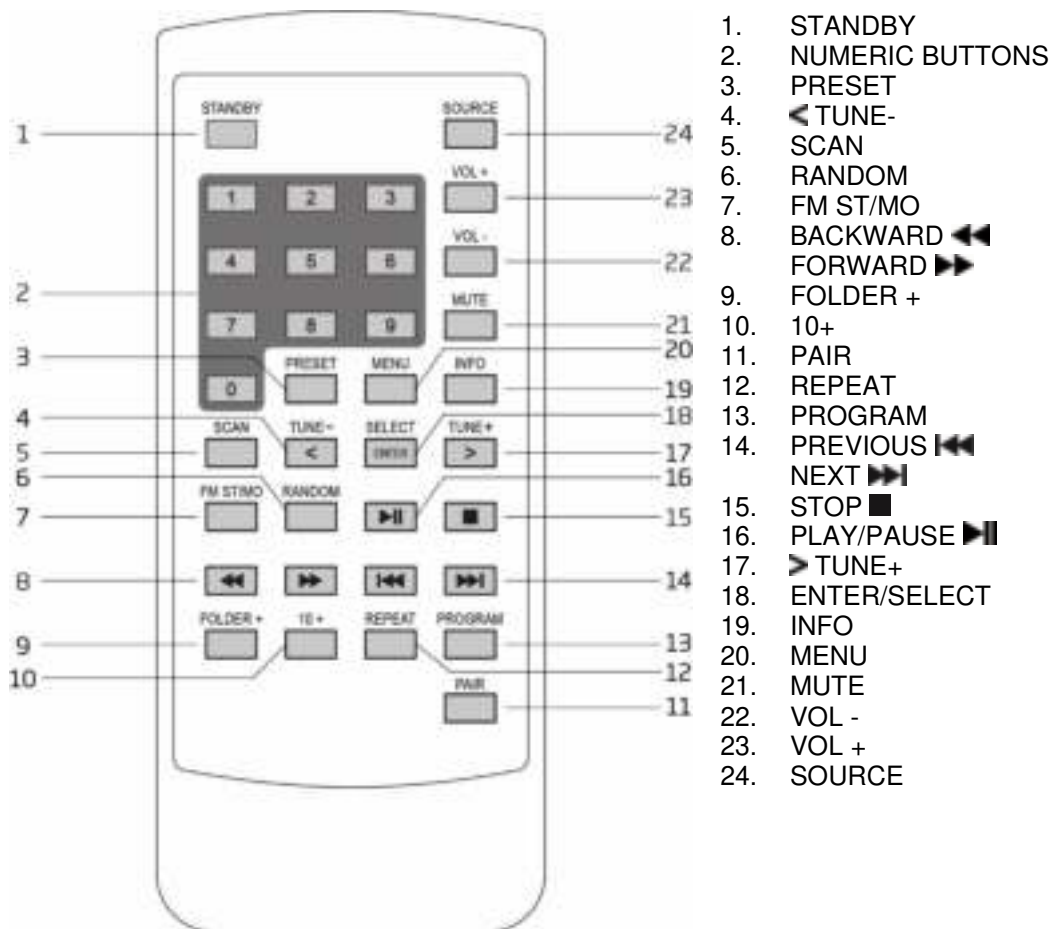 STANDBY SOURCE
1 24
VOL +
1 2 3 23
VOL -
4 5 6 22
2 MUTE
7 8 9 21
3 PRESET MENU INFO 20
0 19
4 SCAN TUNE- SELECT TUNE+ 18
5 < ENTER > 17
6 FM ST/MO RANDOM 16
7 15
8 14
FOLDER + 10 + REPEAT PROGRAM
9 13
10 12
PAIR
11
1. STANDBY
2. NUMERIC BUTTONS
3. PRESET
4. < TUNE-
5. SCAN
6. RANDOM
7. FM ST/MO
8. BACKWARD
FORWARD
9. FOLDER +
10. 10+
11. PAIR
12. REPEAT
13. PROGRAM
14. PREVIOUS
NEXT
15. STOP
16. PLAY/PAUSE
17. > TUNE+
18. ENTER/SELECT
19. INFO
20. MENU
21. MUTE
22. VOL -
23. VOL +
24. SOURCE